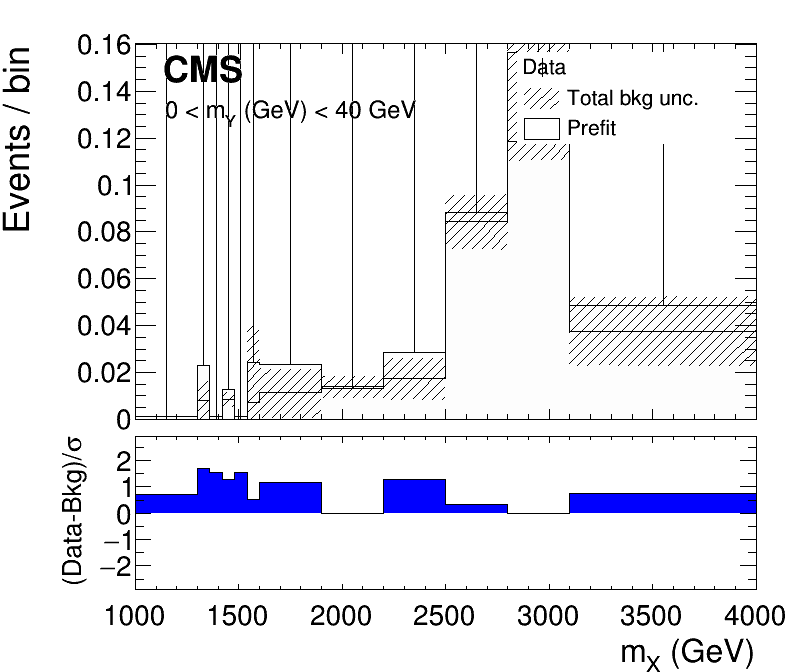 Events / bin
0.16
0.14
0.12
0.1
0.08
0.06
0.04
0.02
0
CMS
0 < mY (GeV) < 40 GeV
Data
Total bkg unc.
Prefit
(Data-Bkg)/σ
2
1
0
−1
−2
1000 1500 2000 2500 3000 3500 4000
mX (GeV)